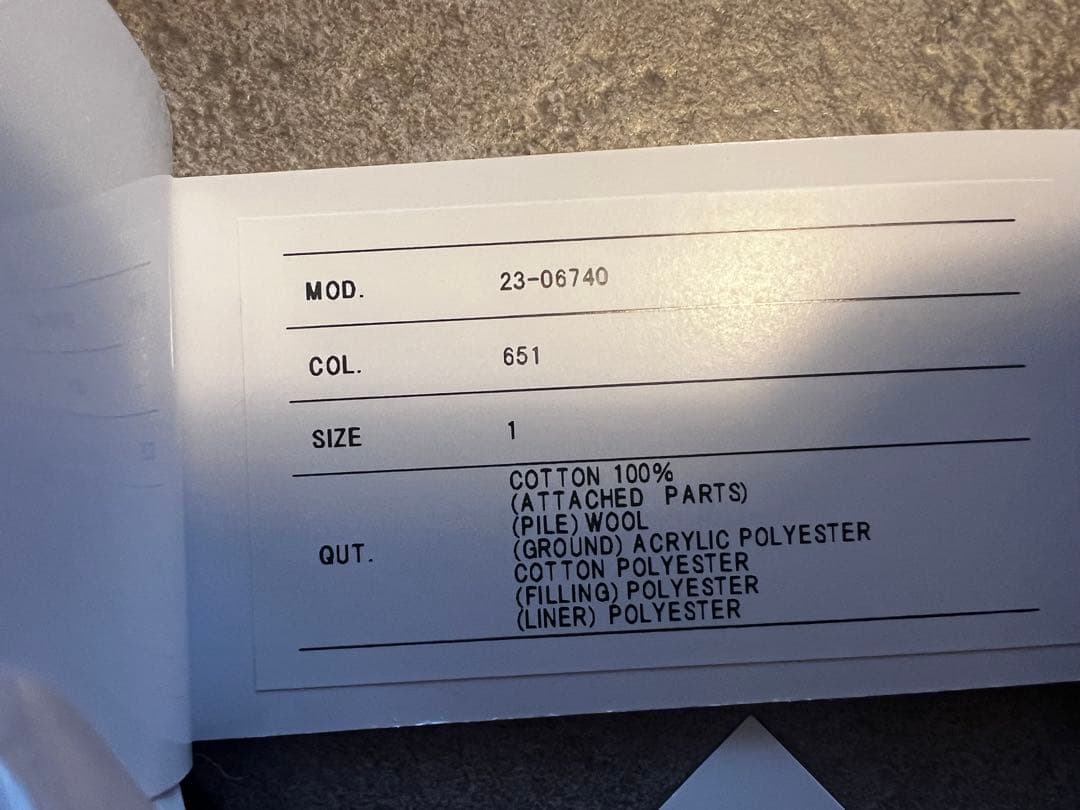 MOD. 23-06740
COL. 651
SIZE 1
QUT. COTTON 100%
(ATTACHED PARTS)
(PILE) WOOL
(GROUND) ACRYLIC POLYESTER
COTTON POLYESTER
(FILLING) POLYESTER
(LINER) POLYESTER